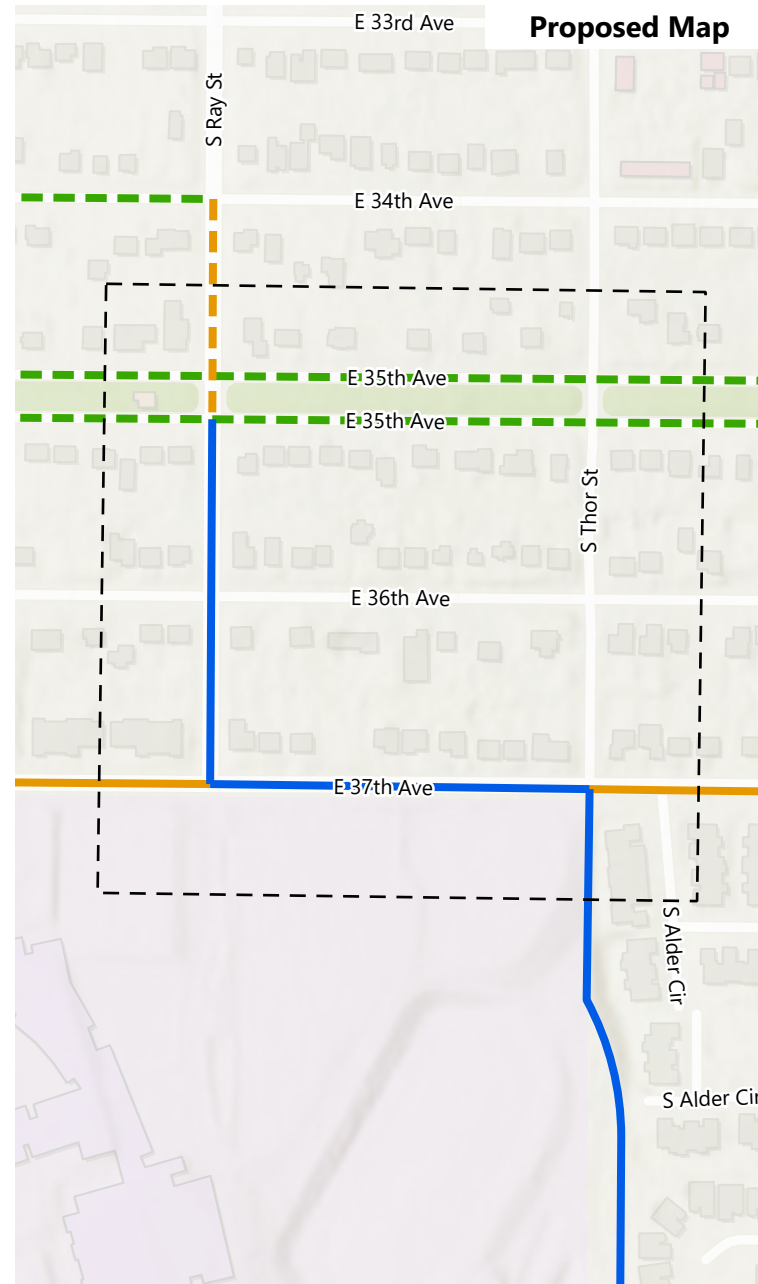 E 33rd Ave
Proposed Map
S Ray St
E 34th Ave
E 35th Ave
E 35th Ave
S Thor St
E 36th Ave
E 37th Ave
S Alder Cir
S Alder Cir